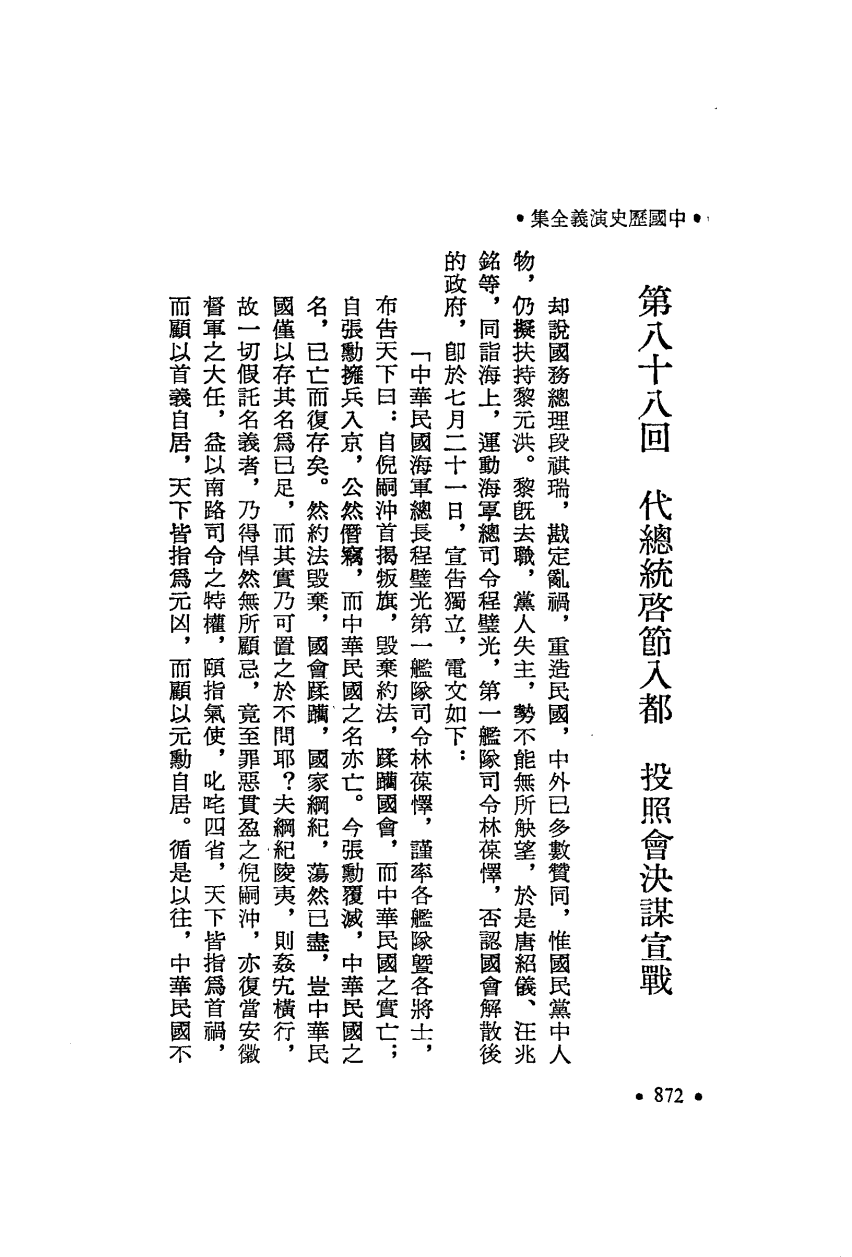 •中國歷史演義全集•
第八十八回　代總統啓節入都　投照會決謀宣戰
却說國務總理段祺瑞，戡定亂禍，重造民國，中外已多數贊同，惟國民黨中人
物，仍擬扶持黎元洪。黎旣去職，黨人失主，勢不能無所觖望，於是唐紹儀、汪兆
銘等，同詣海上，運動海軍總司令程璧光，第一艦隊司令林葆懌，否認國會解散後
的政府，卽於七月二十一日，宣告獨立，電文如下：
「中華民國海軍總長程璧光第一艦隊司令林葆懌，謹率各艦隊曁各將士，
布告天下曰：自倪嗣沖首揭叛旗，毀棄約法，蹂躪國會，而中華民國之實亡；
自張勳擁兵入京，公然僭竊，而中華民國之名亦亡。今張勳覆滅，中華民國之
名，已亡而復存矣。然約法毀棄，國會蹂躪，國家綱紀，蕩然已盡，豈中華民
國僅以存其名爲已足，而其實乃可置之於不問耶？夫綱紀陵夷，則姦宄橫行，
故一切假託名義者，乃得悍然無所顧忌，竟至罪惡貫盈之倪嗣沖，亦復當安徽
督軍之大任，益以南路司令之特權，頤指氣使，叱咤四省，天下皆指爲首禍，
而顧以首義自居，天下皆指爲元凶，而顧以元勳自居。循是以往，中華民國不
• 872 •